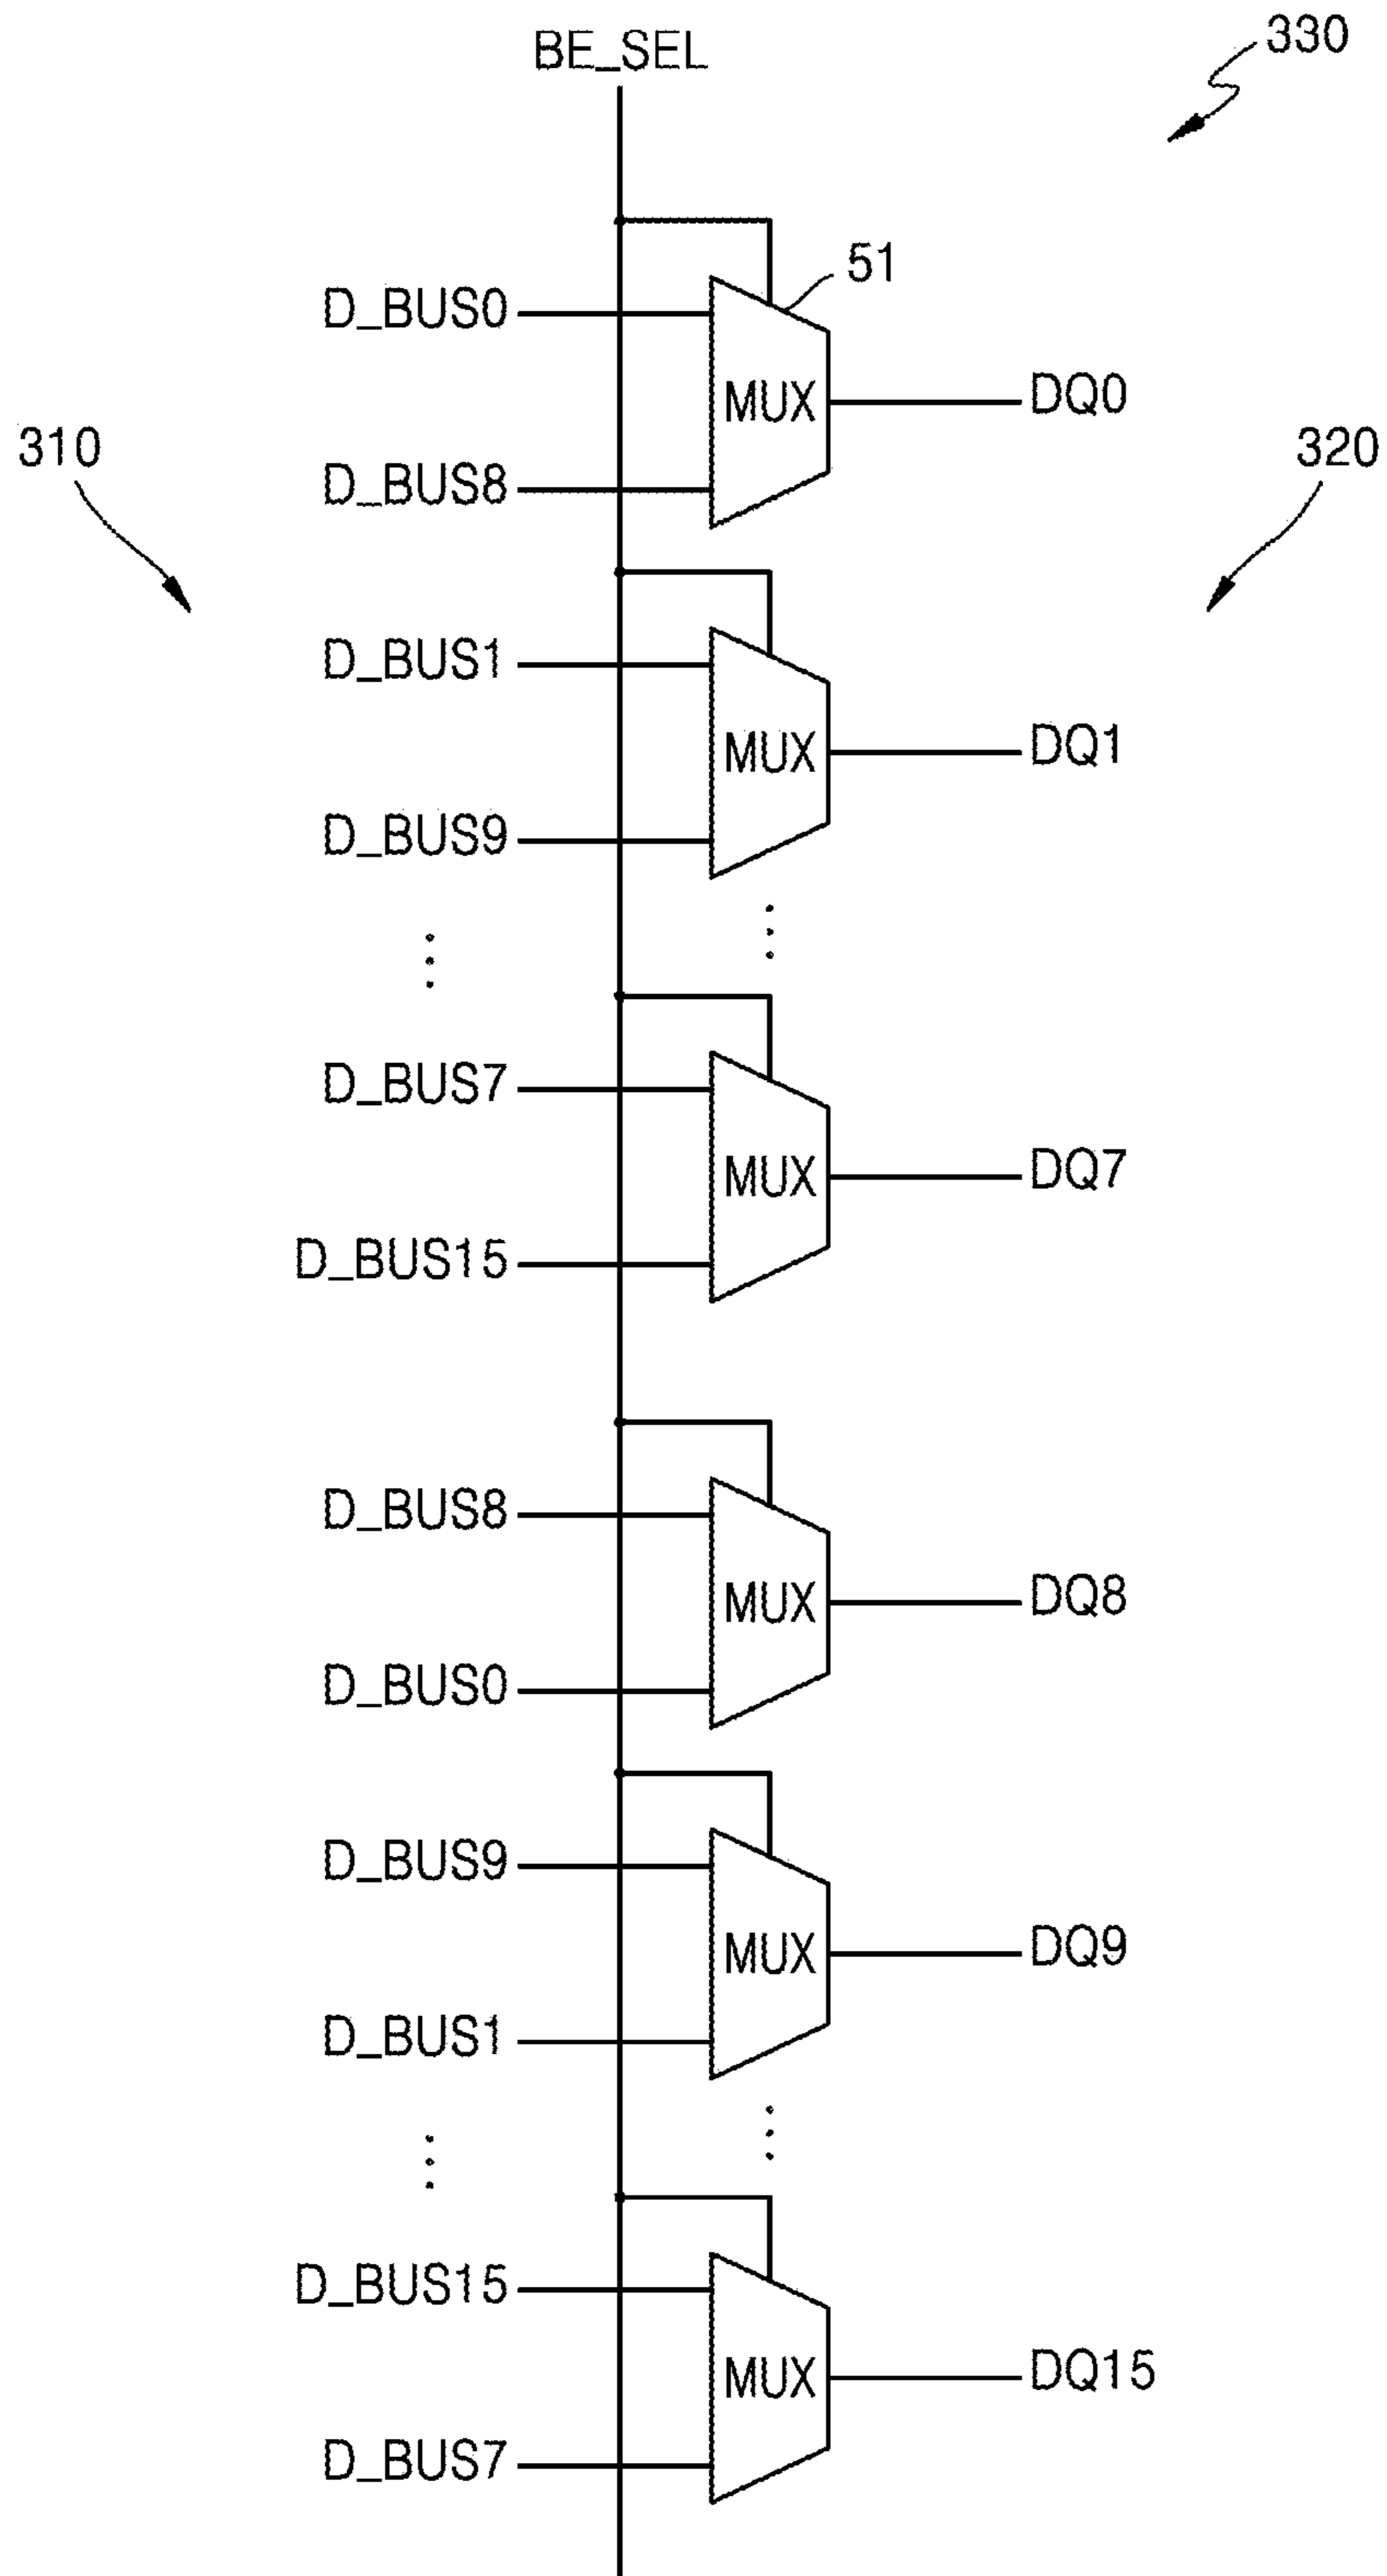 BE_SEL
330
51
D_BUS0
MUX
DQ0
310
320
D_BUS8
D_BUS1
MUX
DQ1
D_BUS9
D_BUS7
MUX
DQ7
D_BUS15
D_BUS8
MUX
DQ8
D_BUS0
D_BUS9
MUX
DQ9
D_BUS1
D_BUS15
MUX
DQ15
D_BUS7